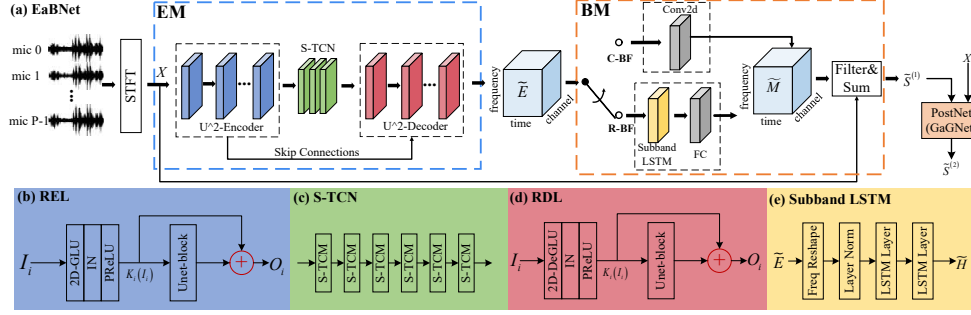 (a) EaBNet
EM
BM
mic 0
mic 1
mic P-1
STFT
X
U^2-Encoder
S-TCN
U^2-Decoder
Skip Connections
frequency
Ẽ
time
channel
C-BF
Conv2d
R-BF
Subband
LSTM
FC
frequency
M̃
time
channel
Filter&
Sum
S̃⁽¹⁾
X
PostNet
(GaGNet)
S̃⁽²⁾
(b) REL
I_i
2D-GLU
IN
PReLU
K_i(I_i)
Unet-block
+
O_i
(c) S-TCN
S-TCM
S-TCM
S-TCM
S-TCM
S-TCM
S-TCM
(d) RDL
I_i
2D-DeGLU
IN
PReLU
K_i(I_i)
Unet-block
+
O_i
(e) Subband LSTM
Ẽ
Freq Reshape
Layer Norm
LSTM Layer
LSTM Layer
H̃